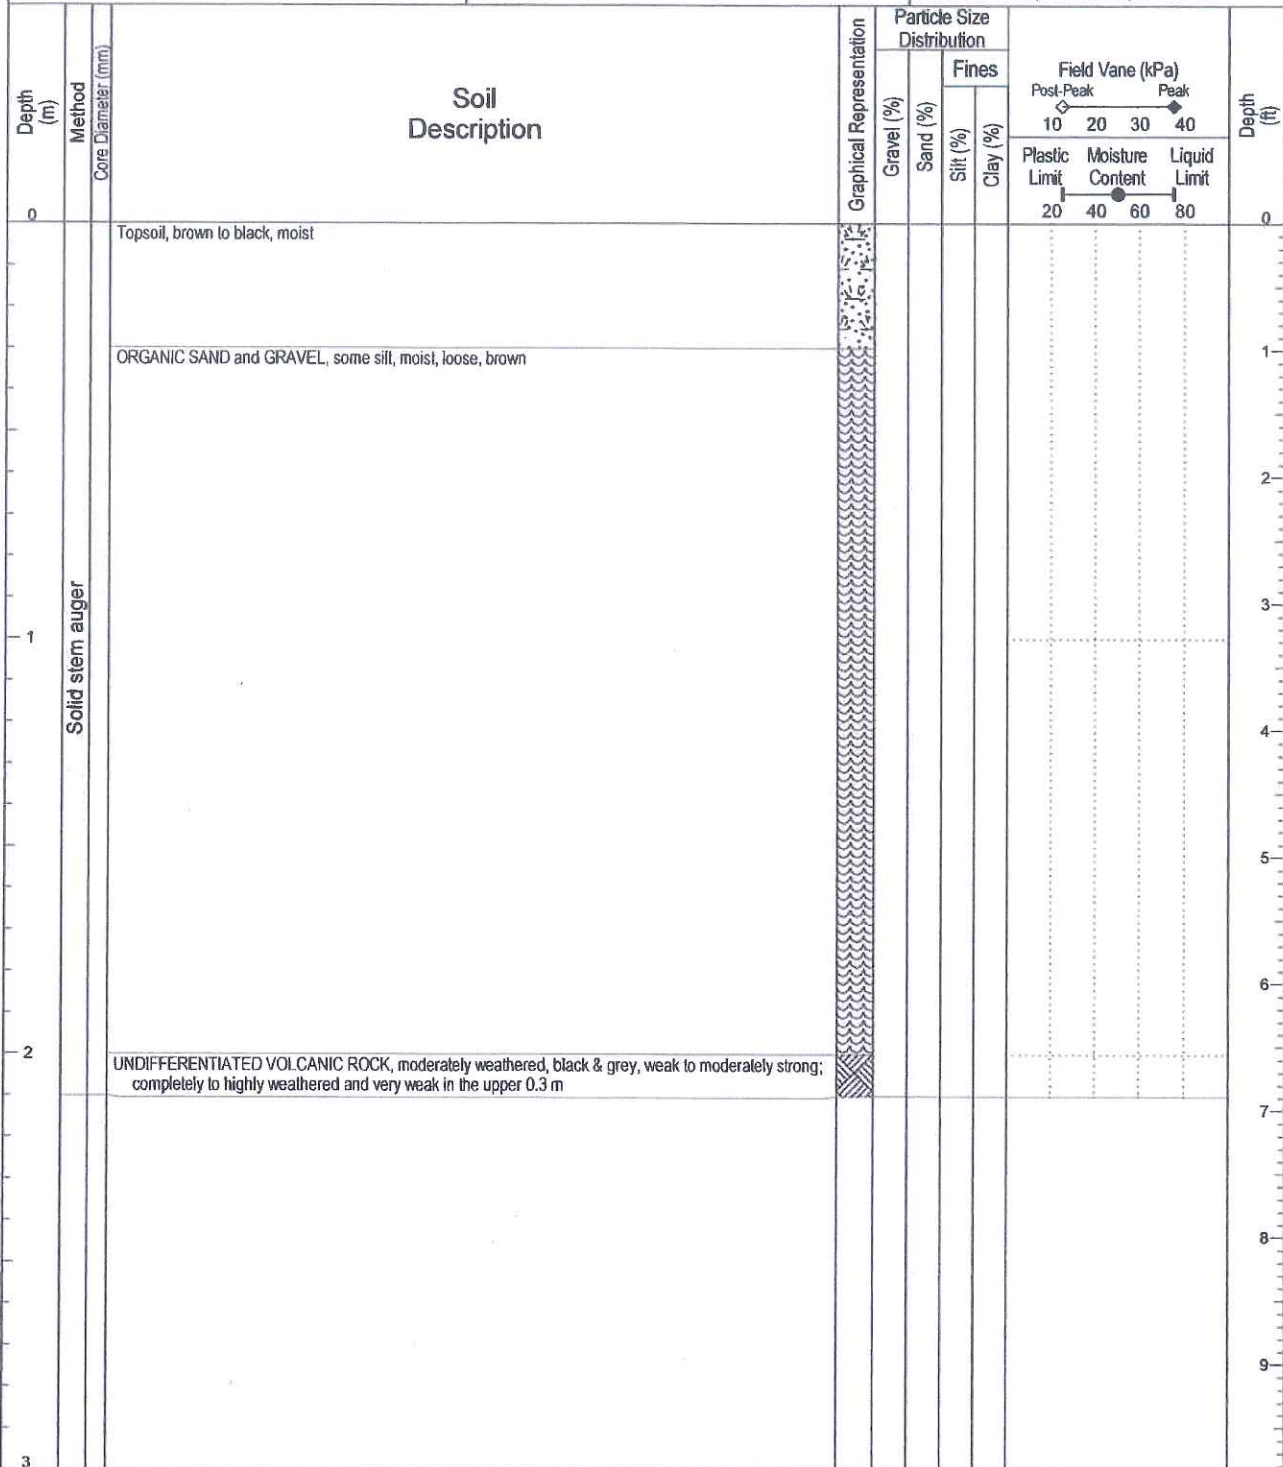 Depth
(m)
Method
Core Diameter (mm)
Soil
Description
Graphical Representation
Particle Size
Distribution
Gravel (%)
Sand (%)
Fines
Silt (%)
Clay (%)
Field Vane (kPa)
Post-Peak Peak
10 20 30 40
Plastic Moisture Liquid
Limit Content Limit
20 40 60 80
Depth
(ft)
0 0
Topsoil, brown to black, moist
ORGANIC SAND and GRAVEL, some silt, moist, loose, brown
1
2
3
1
Solid stem auger
4
5
6
2
UNDIFFERENTIATED VOLCANIC ROCK, moderately weathered, black & grey, weak to moderately strong;
completely to highly weathered and very weak in the upper 0.3 m
7
8
9
3